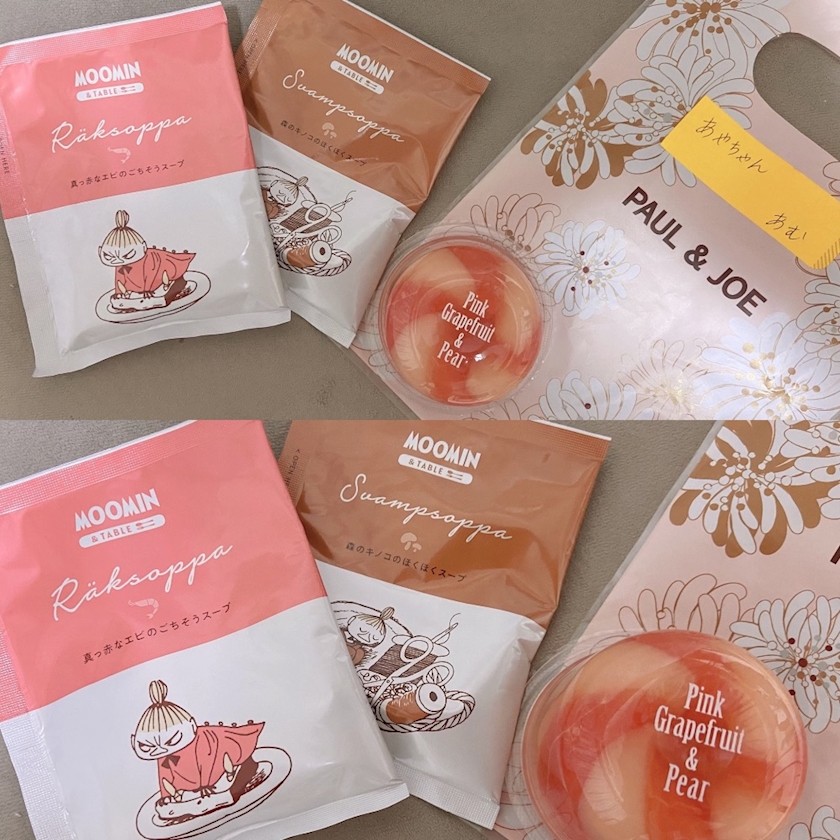 MOOMIN
& TABLE
Räksoppa
真っ赤なエビのごちそうスープ
MOOMIN
& TABLE
Svampsoppa
森のキノコのほくほくスープ
Pink
Grapefruit
&
Pear
PAUL & JOE
あやちゃん
あむ
MOOMIN
& TABLE
Räksoppa
真っ赤なエビのごちそうスープ
MOOMIN
& TABLE
Svampsoppa
森のキノコのほくほくスープ
Pink
Grapefruit
&
Pear